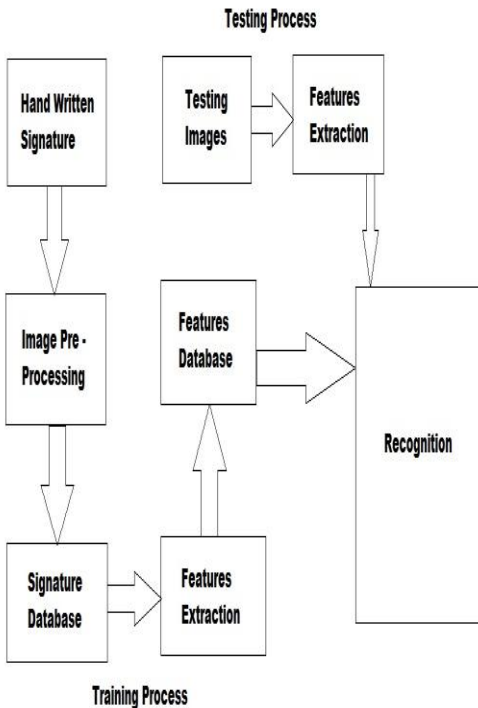 Testing Process
Hand Written
Signature
Testing
Images
Features
Extraction
Image Pre -
Processing
Features
Database
Recognition
Signature
Database
Features
Extraction
Training Process